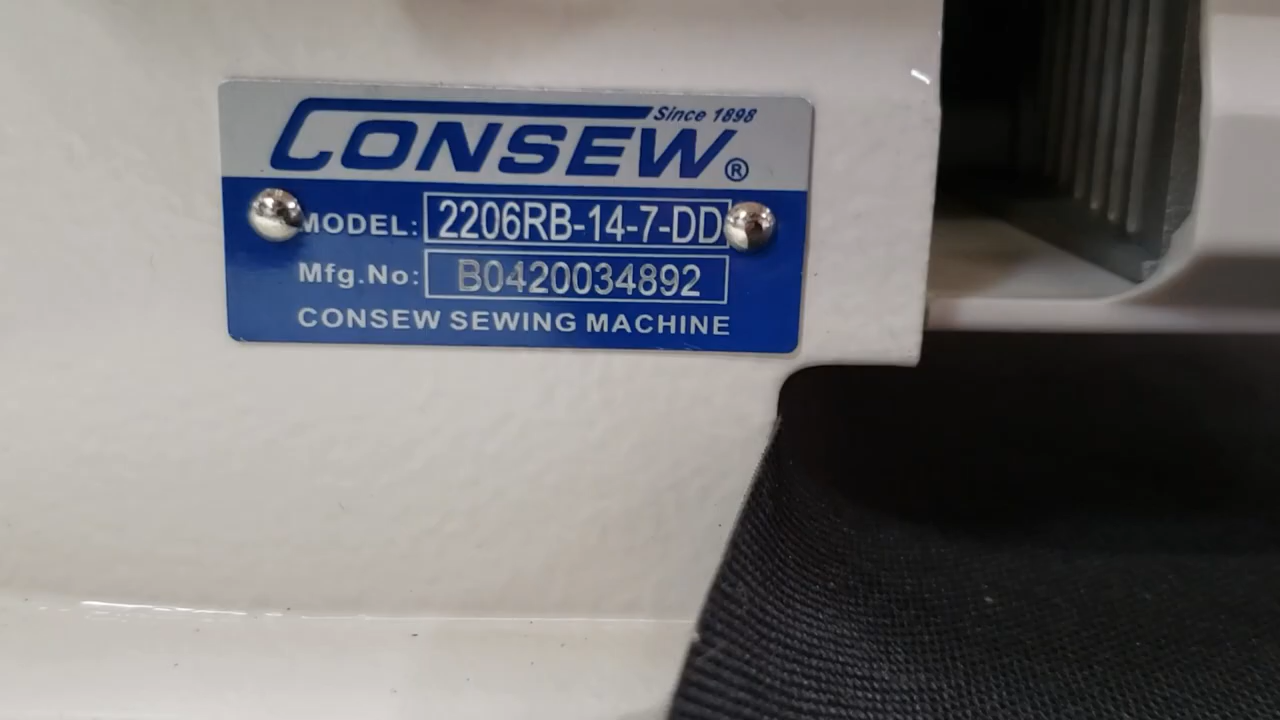 Since 1898
CONSEW®
MODEL: 2206RB-14-7-DD
Mfg.No: B0420034892
CONSEW SEWING MACHINE